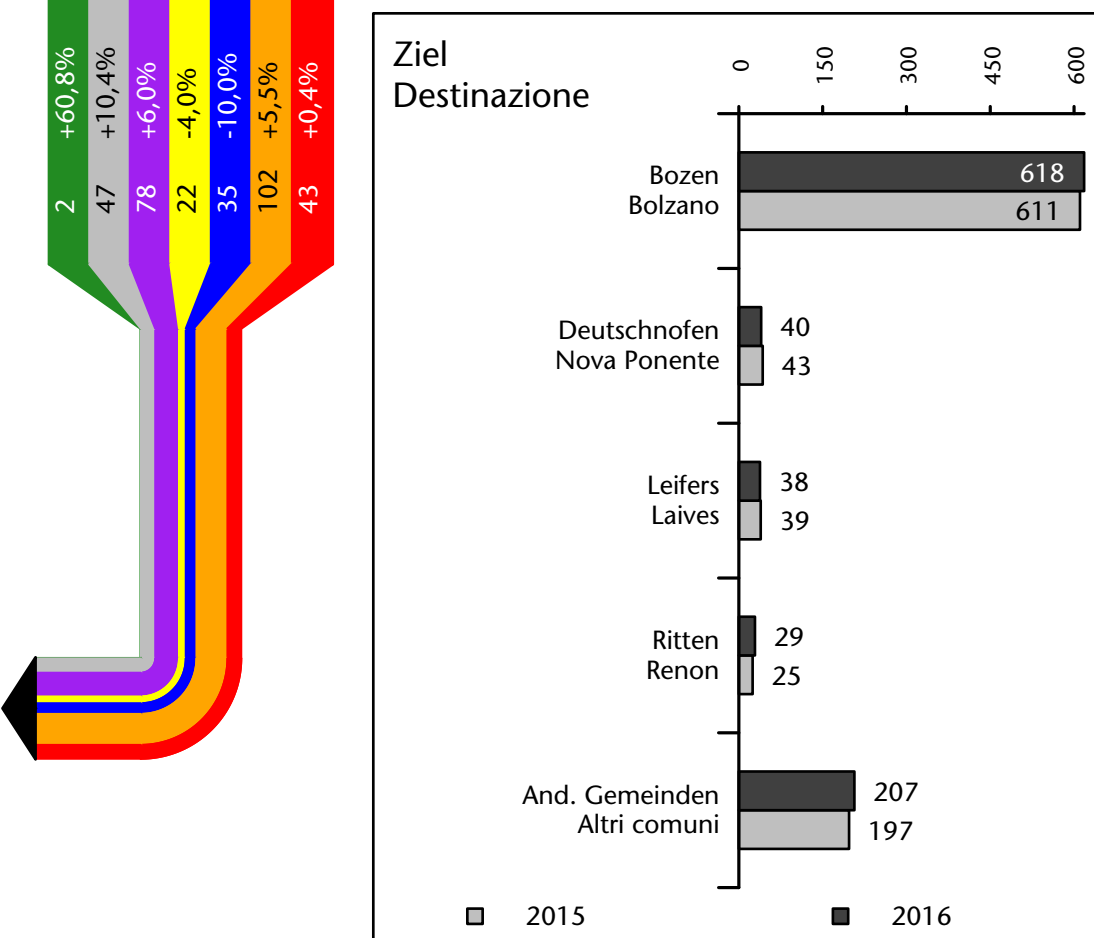 2 +60,8%
47 +10,4%
78 +6,0%
22 -4,0%
35 -10,0%
102 +5,5%
43 +0,4%
Ziel
Destinazione
0 150 300 450 600
Bozen
Bolzano
618
611
Deutschnofen
Nova Ponente
40
43
Leifers
Laives
38
39
Ritten
Renon
29
25
And. Gemeinden
Altri comuni
207
197
2015 2016